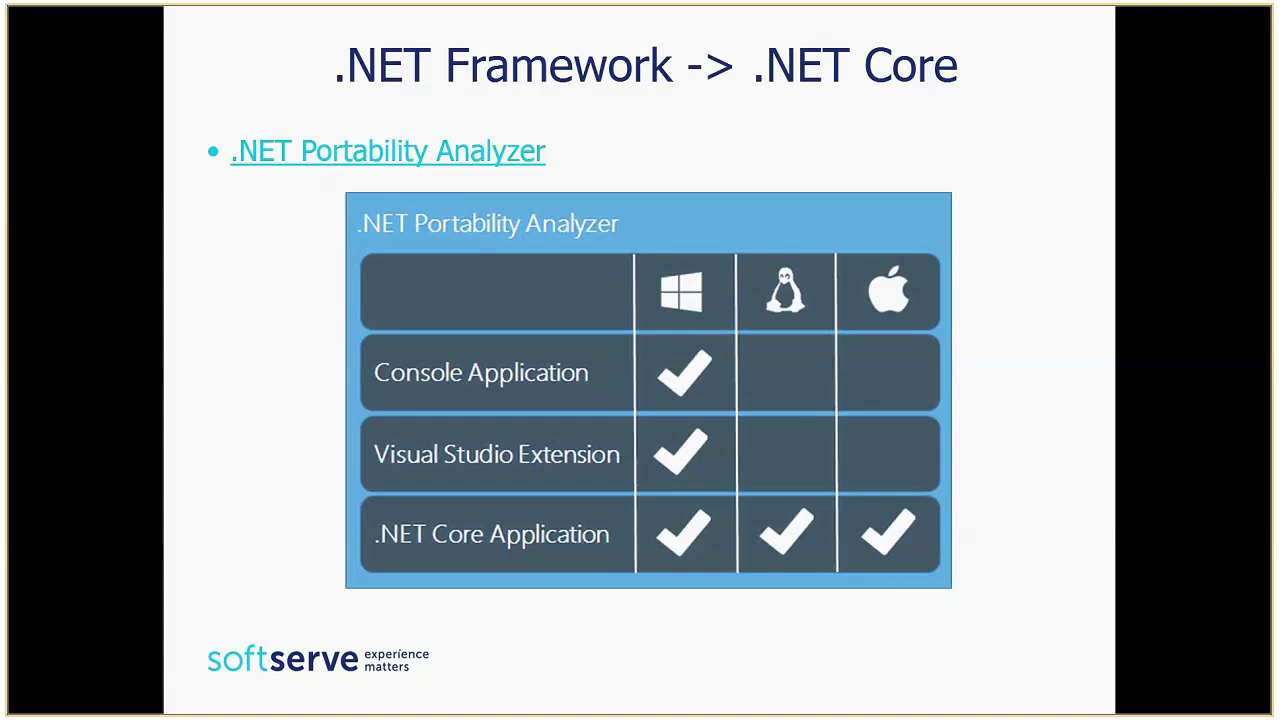 .NET Framework -> .NET Core
• .NET Portability Analyzer
.NET Portability Analyzer
Console Application
Visual Studio Extension
.NET Core Application
softserve experience
matters